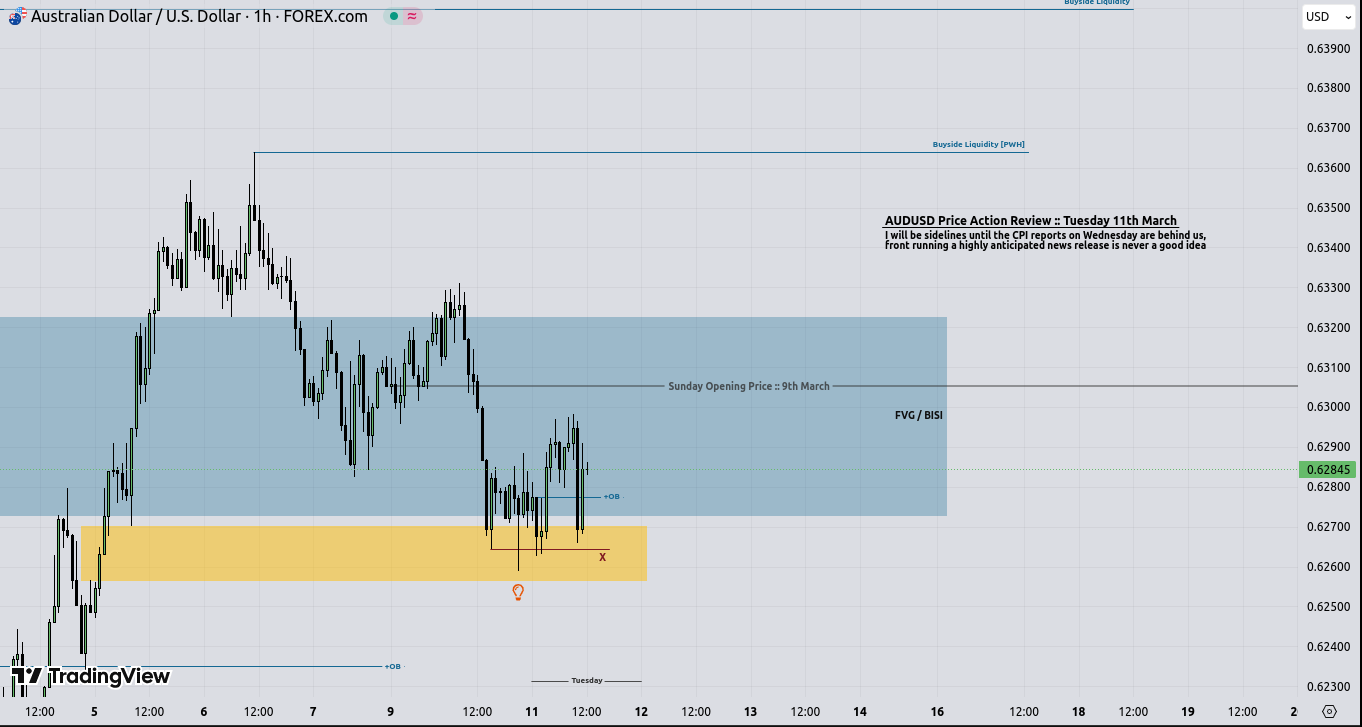 Buyside Liquidity
Australian Dollar / U.S. Dollar · 1h · FOREX.com
USD
0.63900
0.63800
0.63700
Buyside Liquidity [PWH]
0.63600
0.63500
AUDUSD Price Action Review :: Tuesday 11th March
I will be sidelines until the CPI reports on Wednesday are behind us,
front running a highly anticipated news release is never a good idea
0.63400
0.63300
0.63200
0.63100
Sunday Opening Price :: 9th March
0.63000
FVG / BISI
0.62900
0.62845
0.62800
+OB
0.62700
X
0.62600
0.62500
0.62400
+OB
TradingView
Tuesday
0.62300
12:00 5 12:00 6 12:00 7 9 12:00 11 12:00 12 12:00 13 12:00 14 16 12:00 18 12:00 19 12:00 2